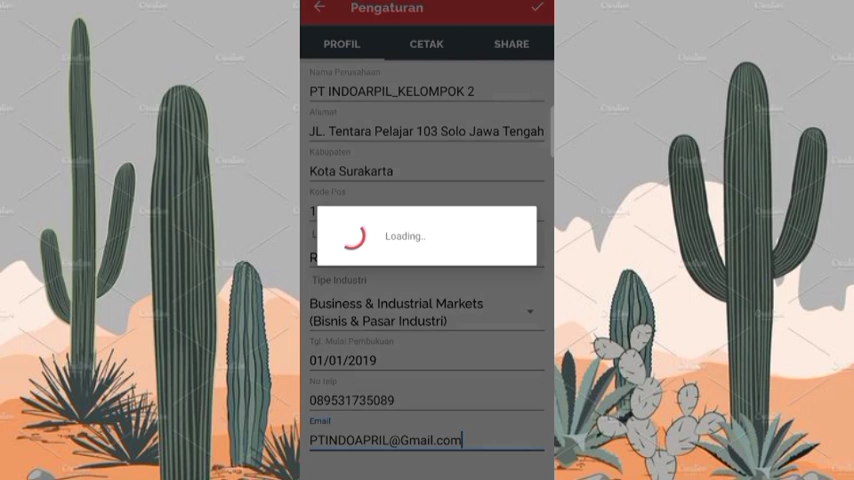 Pengaturan
PROFIL CETAK SHARE
Nama Perusahaan
PT INDOARPIL_KELOMPOK 2
Alamat
JL. Tentara Pelajar 103 Solo Jawa Tengah
Kabupaten
Kota Surakarta
Kode Pos
1
Loading..
R
Tipe Industri
Business & Industrial Markets
(Bisnis & Pasar Industri)
Tgl. Mulai Pembukuan
01/01/2019
No telp
089531735089
Email
PTINDOAPRIL@Gmail.com